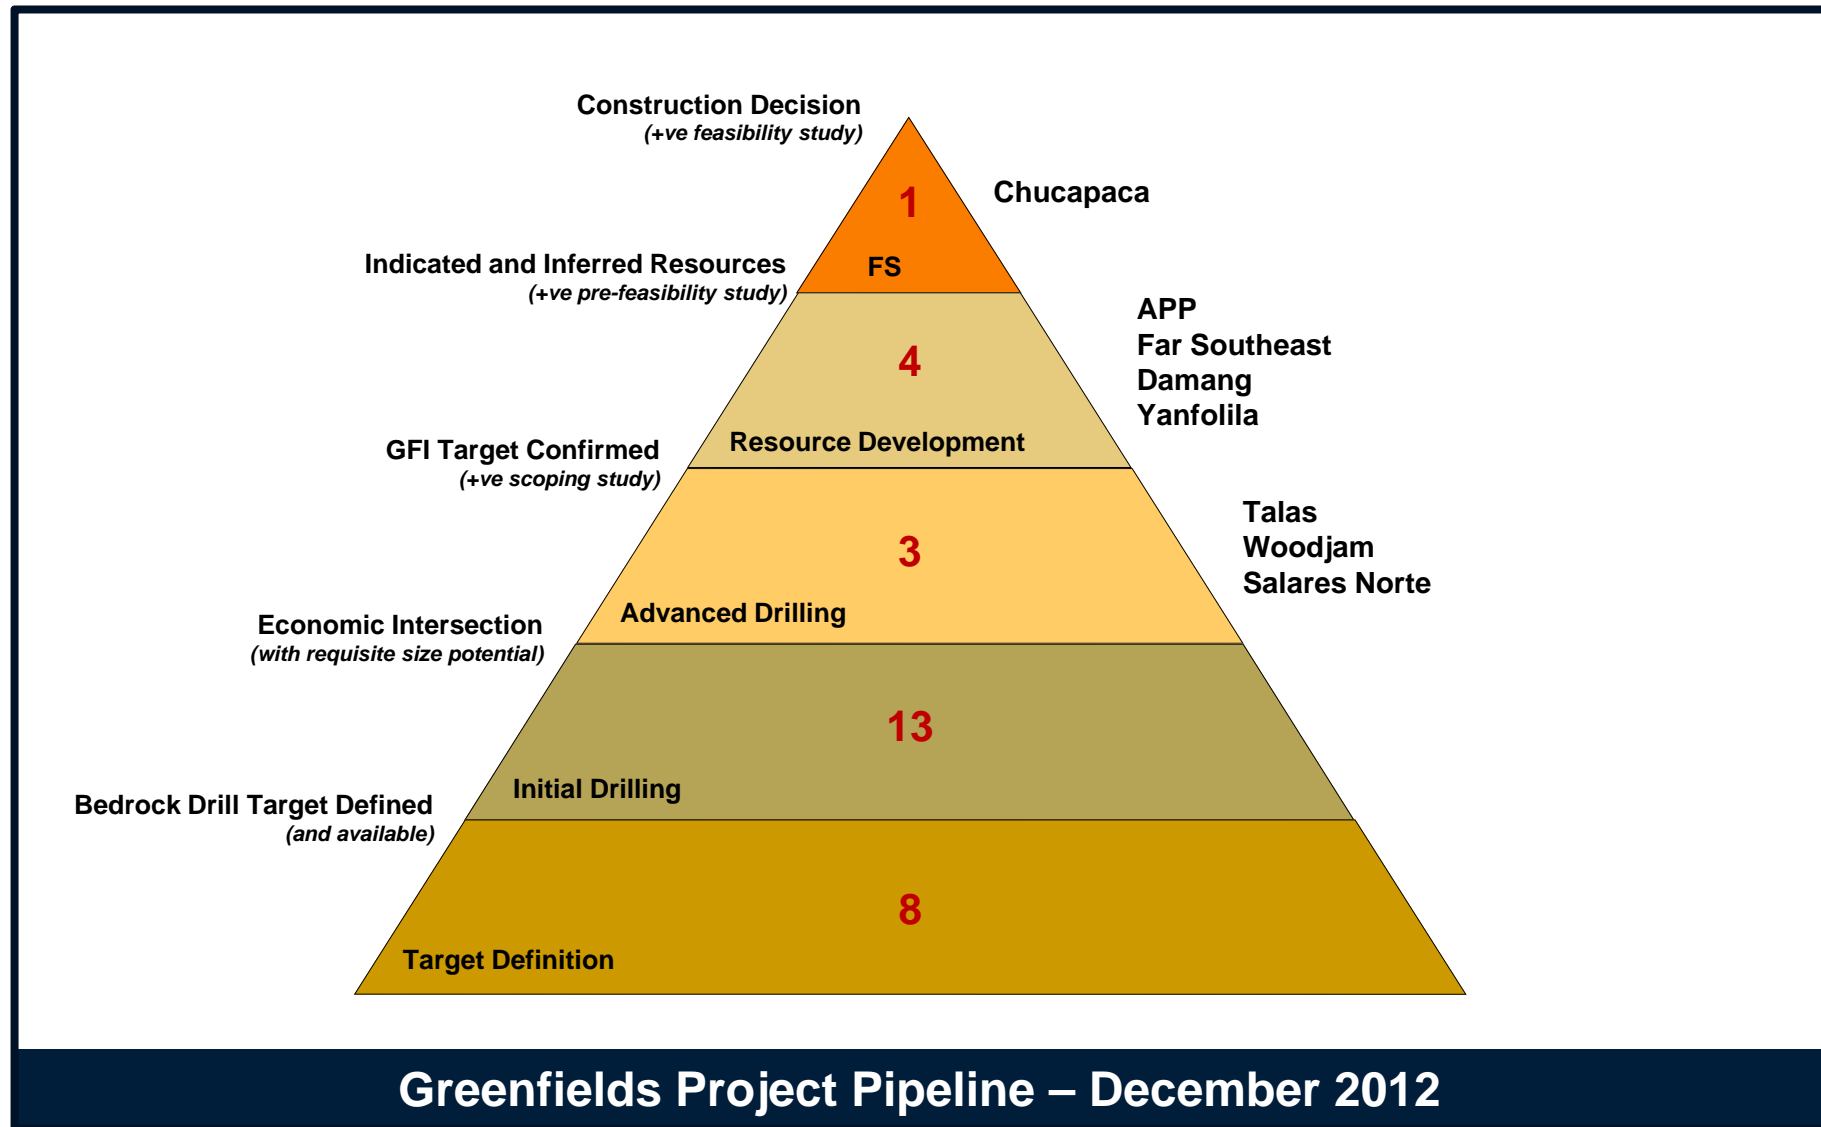 Construction Decision
(+ve feasibility study)
1
Chucapaca
Indicated and Inferred Resources
(+ve pre-feasibility study)
FS
4
APP
Far Southeast
Damang
Yanfolila
Resource Development
GFI Target Confirmed
(+ve scoping study)
3
Talas
Woodjam
Salares Norte
Advanced Drilling
Economic Intersection
(with requisite size potential)
13
Initial Drilling
Bedrock Drill Target Defined
(and available)
8
Target Definition
Greenfields Project Pipeline – December 2012